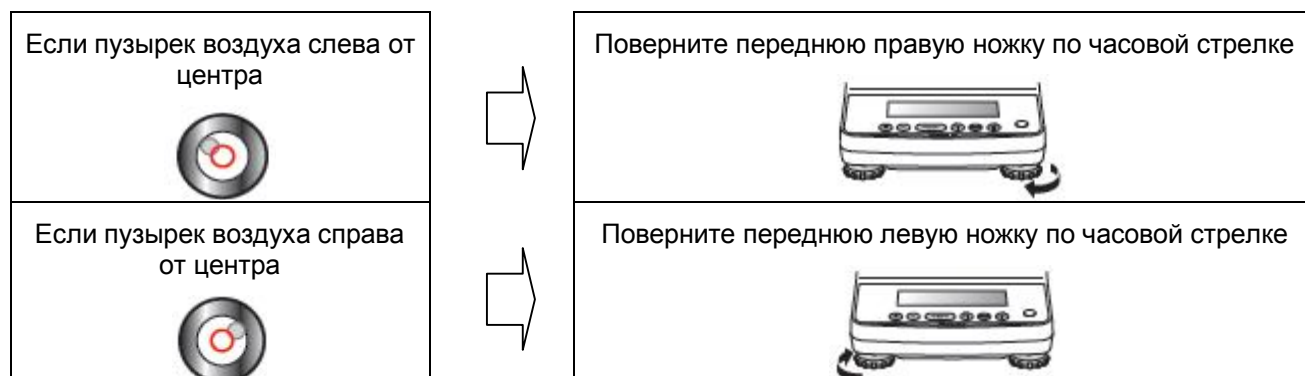 Если пузырек воздуха слева от
центра
Поверните переднюю правую ножку по часовой стрелке
Если пузырек воздуха справа
от центра
Поверните переднюю левую ножку по часовой стрелке